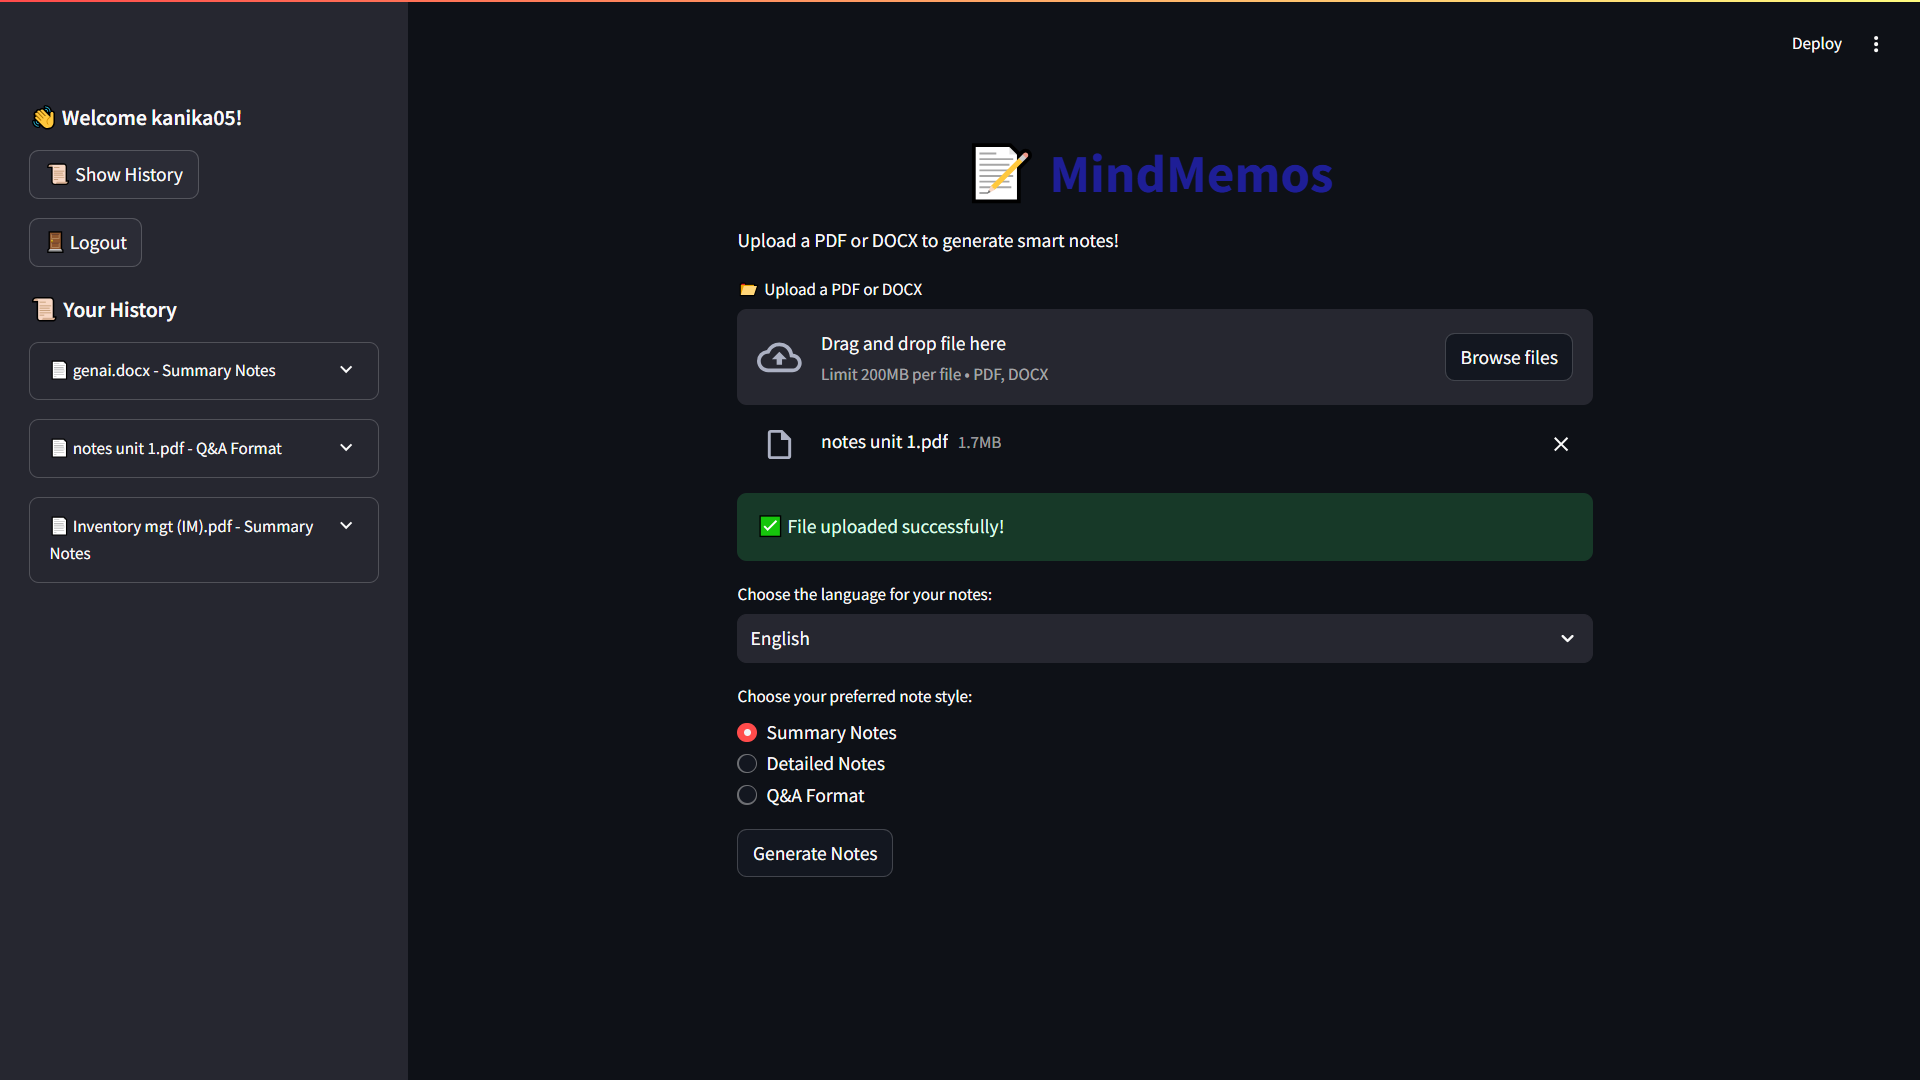 Deploy
👋 Welcome kanika05!
📜 Show History
🚪 Logout
📜 Your History
📄 genai.docx - Summary Notes
📄 notes unit 1.pdf - Q&A Format
📄 Inventory mgt (IM).pdf - Summary
Notes
📝 MindMemos
Upload a PDF or DOCX to generate smart notes!
📂 Upload a PDF or DOCX
Drag and drop file here
Limit 200MB per file • PDF, DOCX
Browse files
notes unit 1.pdf 1.7MB
✅ File uploaded successfully!
Choose the language for your notes:
English
Choose your preferred note style:
Summary Notes
Detailed Notes
Q&A Format
Generate Notes